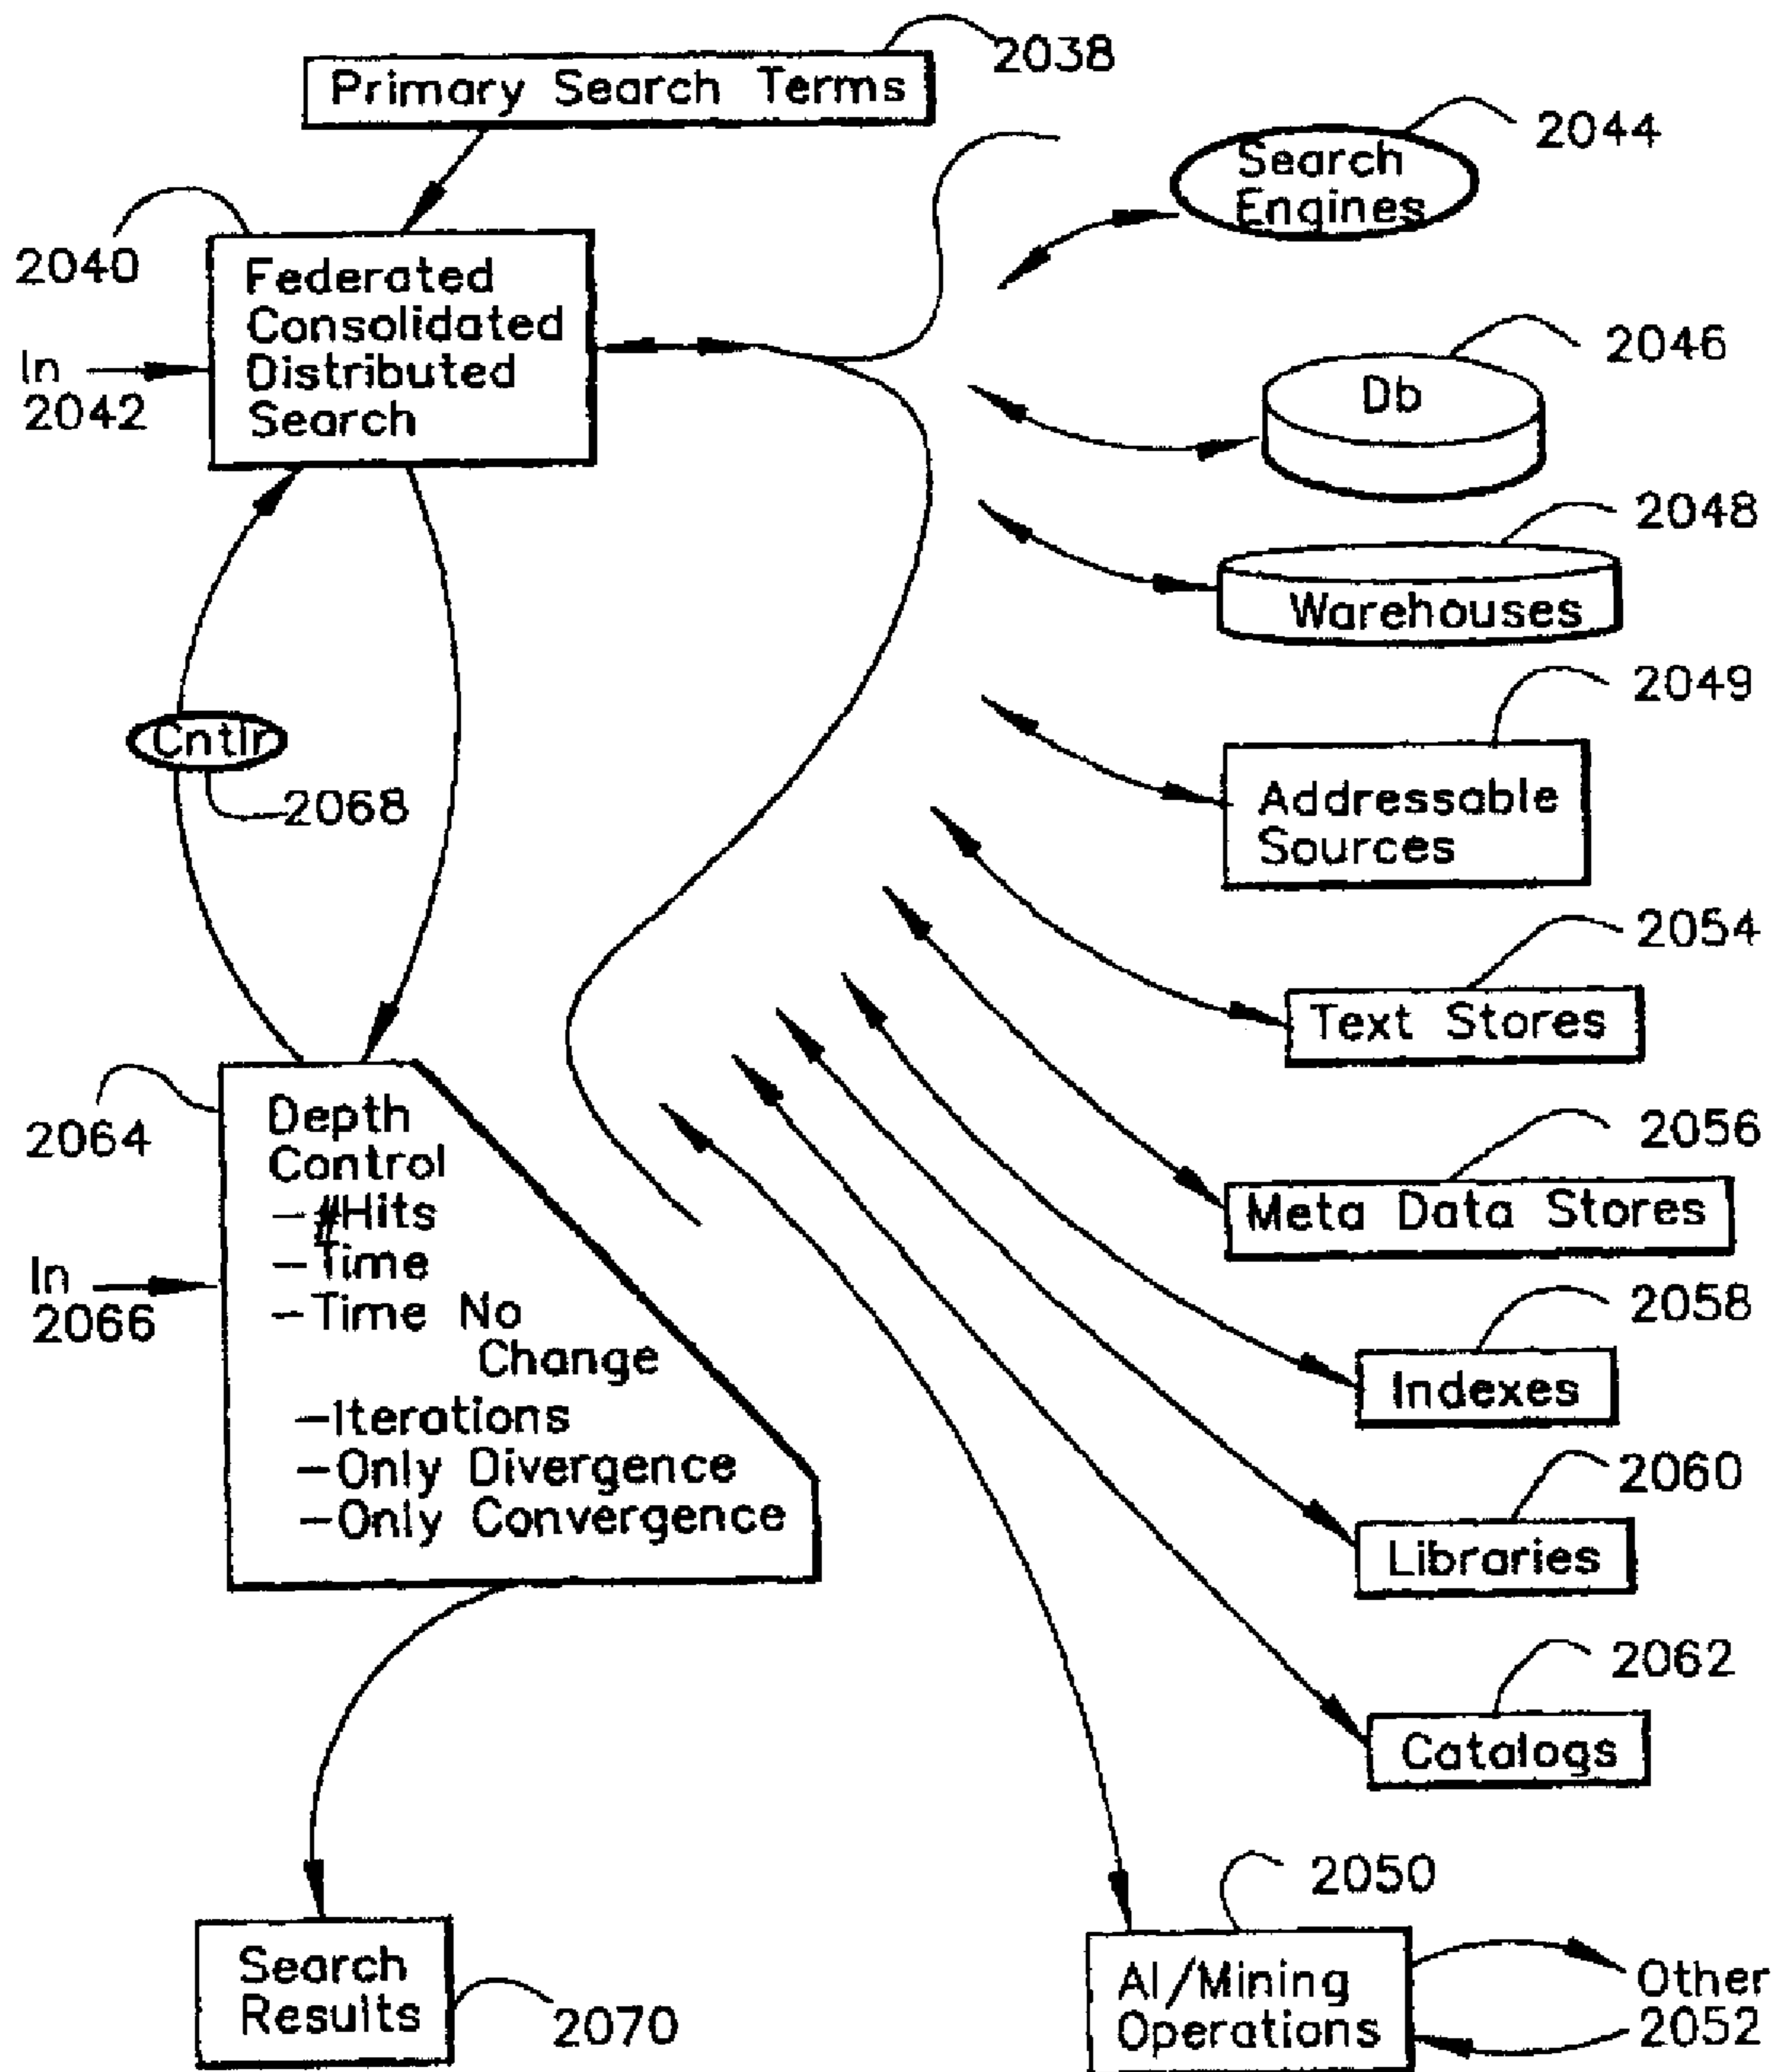 2038
Primary Search Terms
2044
Search
Engines
2040
Federated
Consolidated
Distributed
Search
In
2042
2046
Db
2048
Warehouses
2049
Addressable
Sources
Cntlr
2068
2054
Text Stores
2064
Depth
Control
-#Hits
-Time
-Time No
Change
-Iterations
-Only Divergence
-Only Convergence
In
2066
2056
Meta Data Stores
2058
Indexes
2060
Libraries
2062
Catalogs
2050
AI/Mining
Operations
Other
2052
Search
Results
2070